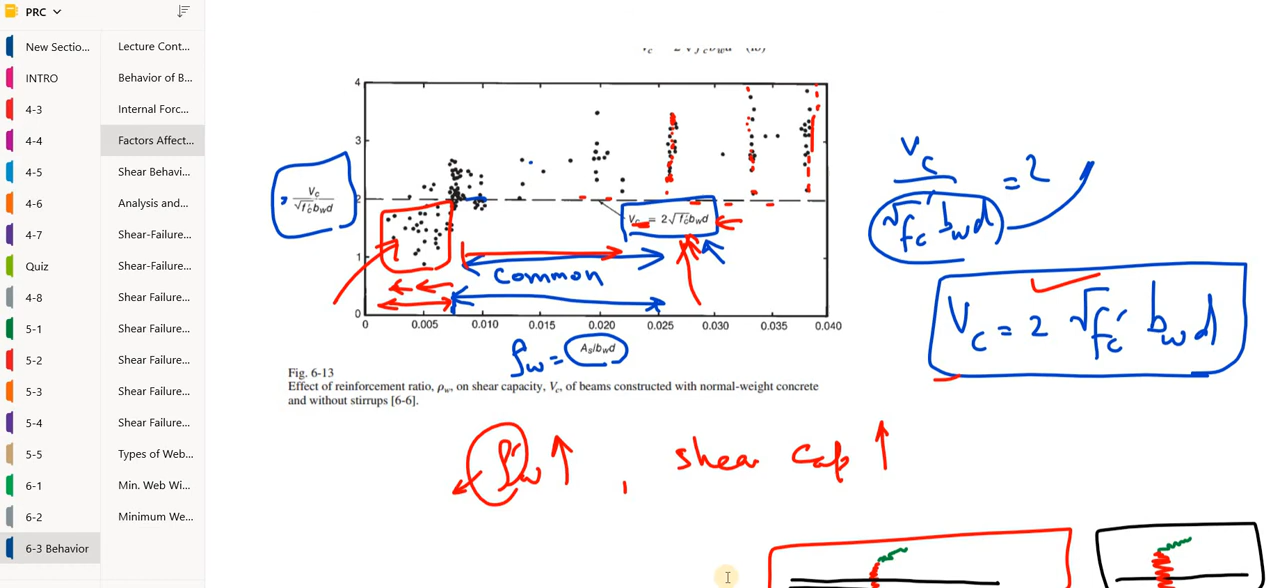 PRC
New Sectio...
INTRO
4-3
4-4
4-5
4-6
4-7
Quiz
4-8
5-1
5-2
5-3
5-4
5-5
6-1
6-2
6-3 Behavior
Lecture Cont...
Behavior of B...
Internal Forc...
Factors Affect...
Shear Behavi...
Analysis and...
Shear-Failure...
Shear-Failure...
Shear Failure...
Shear Failure...
Shear Failure...
Shear Failure...
Shear Failure...
Types of Web...
Min. Web Wi...
Minimum We...
4
3
2
1
0
Vc
√f'c bwd
Vc = 2√f'c bwd
Common
0 0.005 0.010 0.015 0.020 0.025 0.030 0.035 0.040
ρw = As/bwd
Fig. 6-13
Effect of reinforcement ratio, ρw, on shear capacity, Vc, of beams constructed with normal-weight concrete
and without stirrups [6-6].
Vc
√fc' bwd = 2
Vc = 2 √fc' bwd
ρw ↑ , shear cap ↑